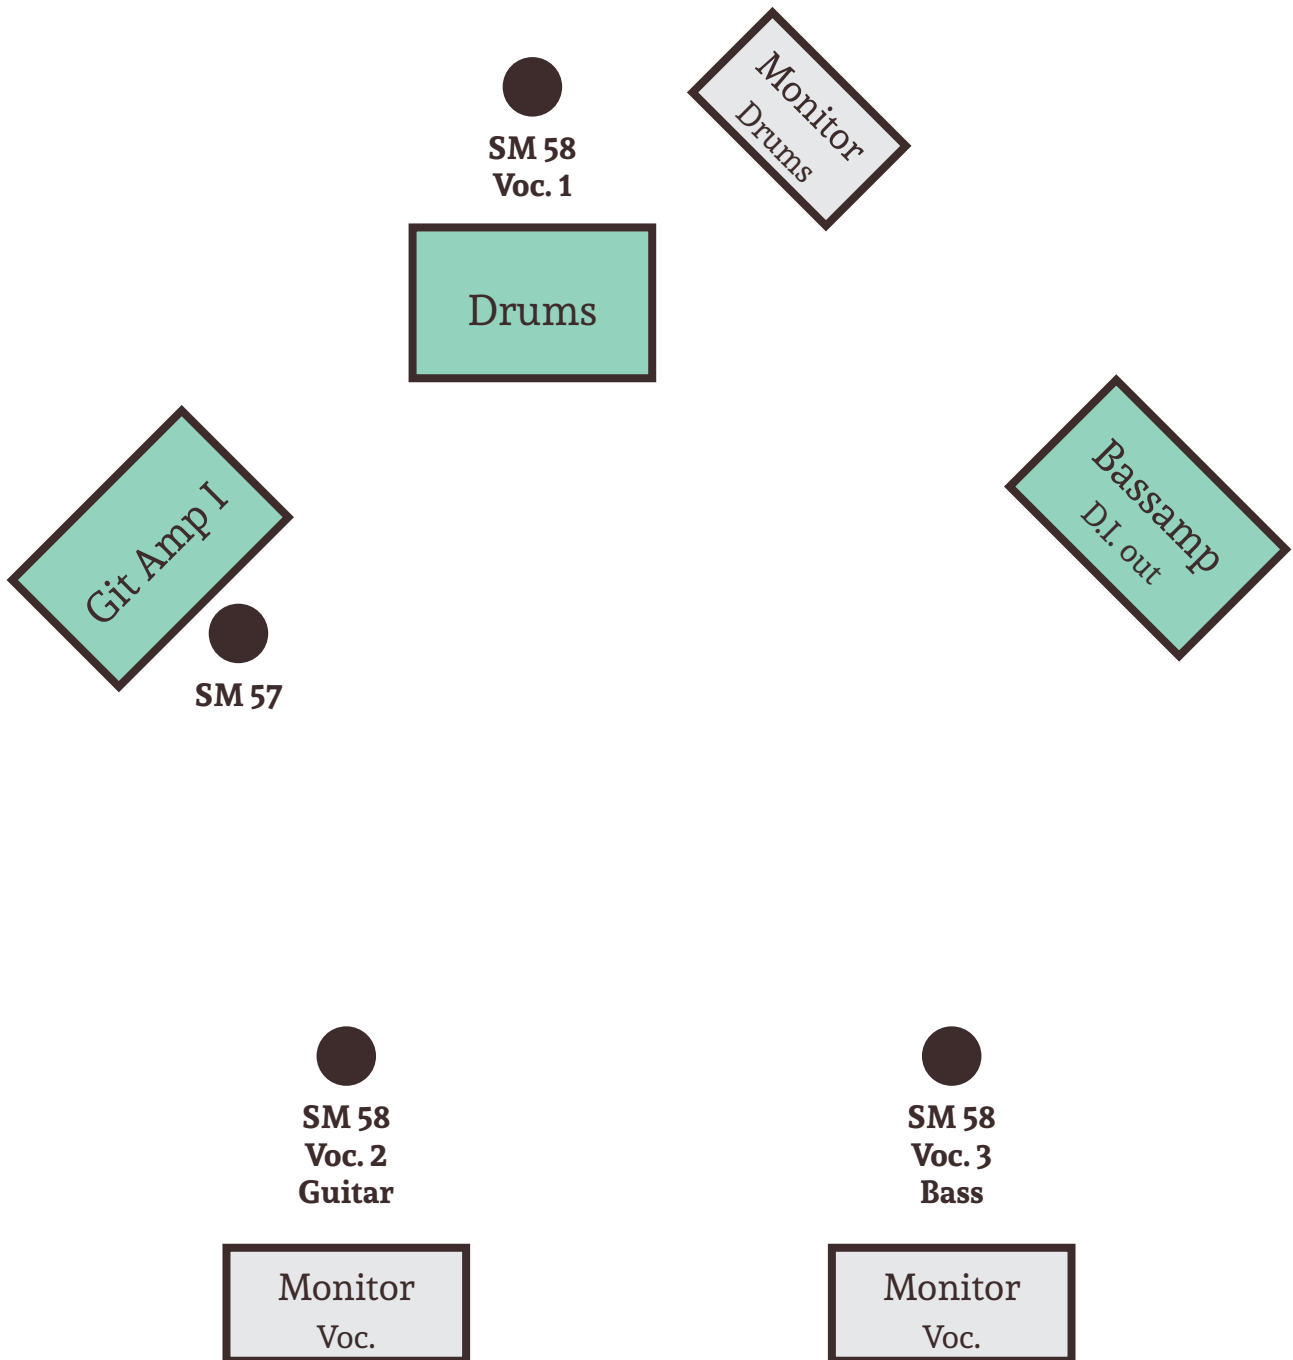 Monitor
Drums
SM 58
Voc. 1
Drums
Git Amp I
SM 57
Bassamp
D.I. out
SM 58
Voc. 2
Guitar
SM 58
Voc. 3
Bass
Monitor
Voc.
Monitor
Voc.